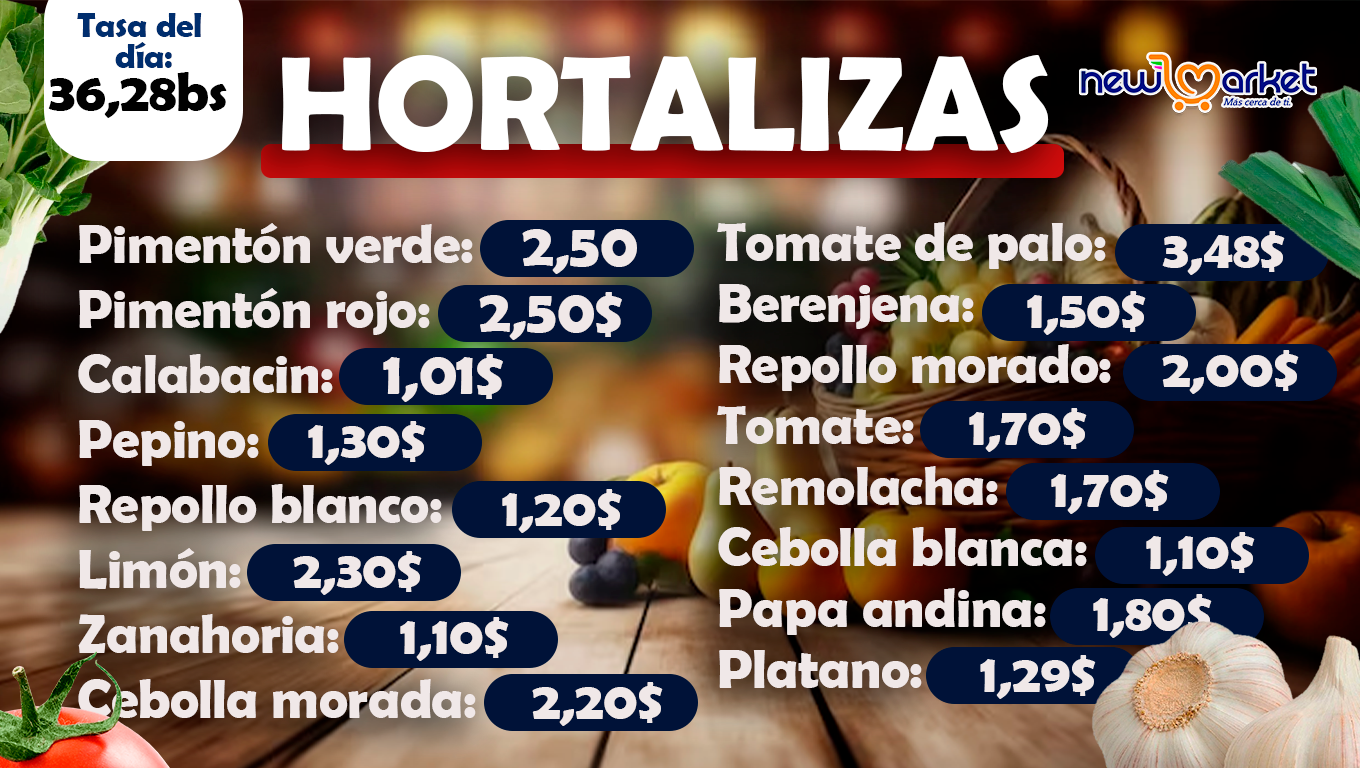 Tasa del
día:
36,28bs
HORTALIZAS
new market
Más cerca de ti.
Pimentón verde: 2,50
Pimentón rojo: 2,50$
Calabacin: 1,01$
Pepino: 1,30$
Repollo blanco: 1,20$
Limón: 2,30$
Zanahoria: 1,10$
Cebolla morada: 2,20$
Tomate de palo: 3,48$
Berenjena: 1,50$
Repollo morado: 2,00$
Tomate: 1,70$
Remolacha: 1,70$
Cebolla blanca: 1,10$
Papa andina: 1,80$
Platano: 1,29$